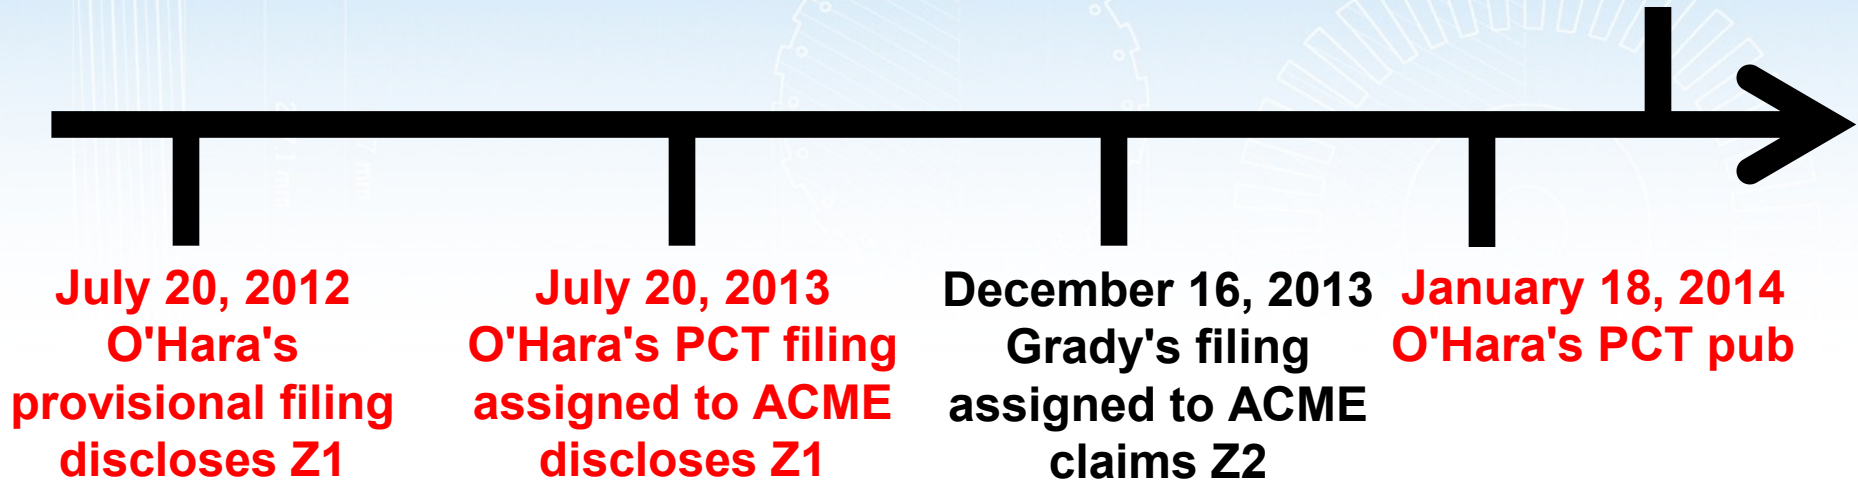 July 20, 2012
O'Hara's
provisional filing
discloses Z1
July 20, 2013
O'Hara's PCT filing
assigned to ACME
discloses Z1
December 16, 2013
Grady's filing
assigned to ACME
claims Z2
January 18, 2014
O'Hara's PCT pub